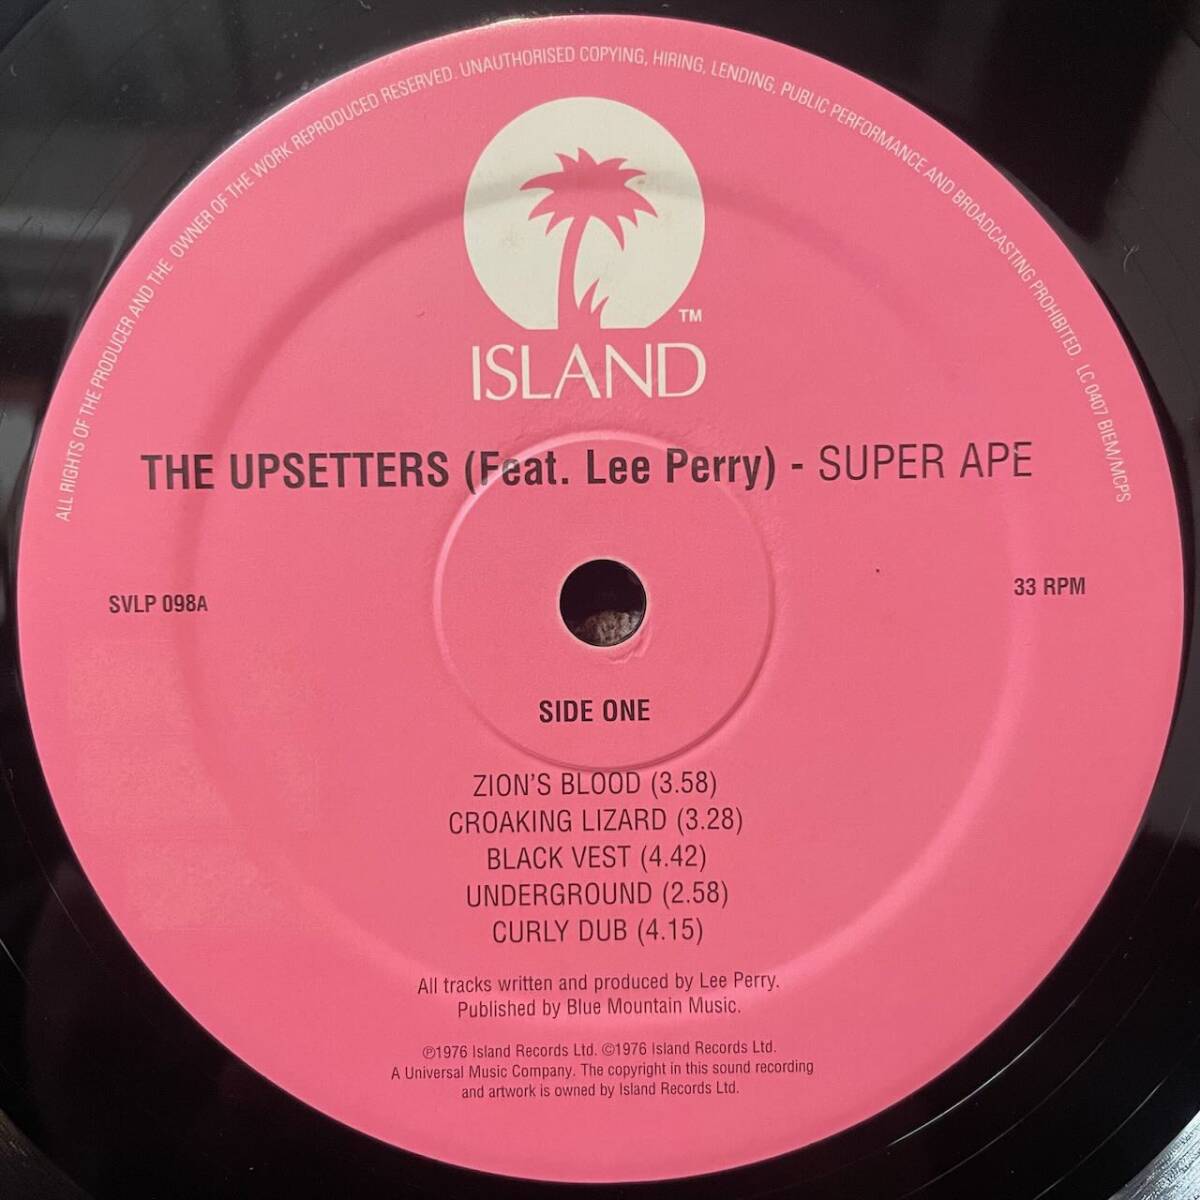 ALL RIGHTS OF THE PRODUCER AND THE OWNER OF THE WORK REPRODUCED RESERVED. UNAUTHORISED COPYING, HIRING, LENDING, PUBLIC PERFORMANCE AND BROADCASTING PROHIBITED. LC 0407 BIEM/MCPS
TM
ISLAND
THE UPSETTERS (Feat. Lee Perry) - SUPER APE
SVLP 098A
33 RPM
SIDE ONE
ZION'S BLOOD (3.58)
CROAKING LIZARD (3.28)
BLACK VEST (4.42)
UNDERGROUND (2.58)
CURLY DUB (4.15)
All tracks written and produced by Lee Perry.
Published by Blue Mountain Music.
℗1976 Island Records Ltd. ©1976 Island Records Ltd.
A Universal Music Company. The copyright in this sound recording
and artwork is owned by Island Records Ltd.